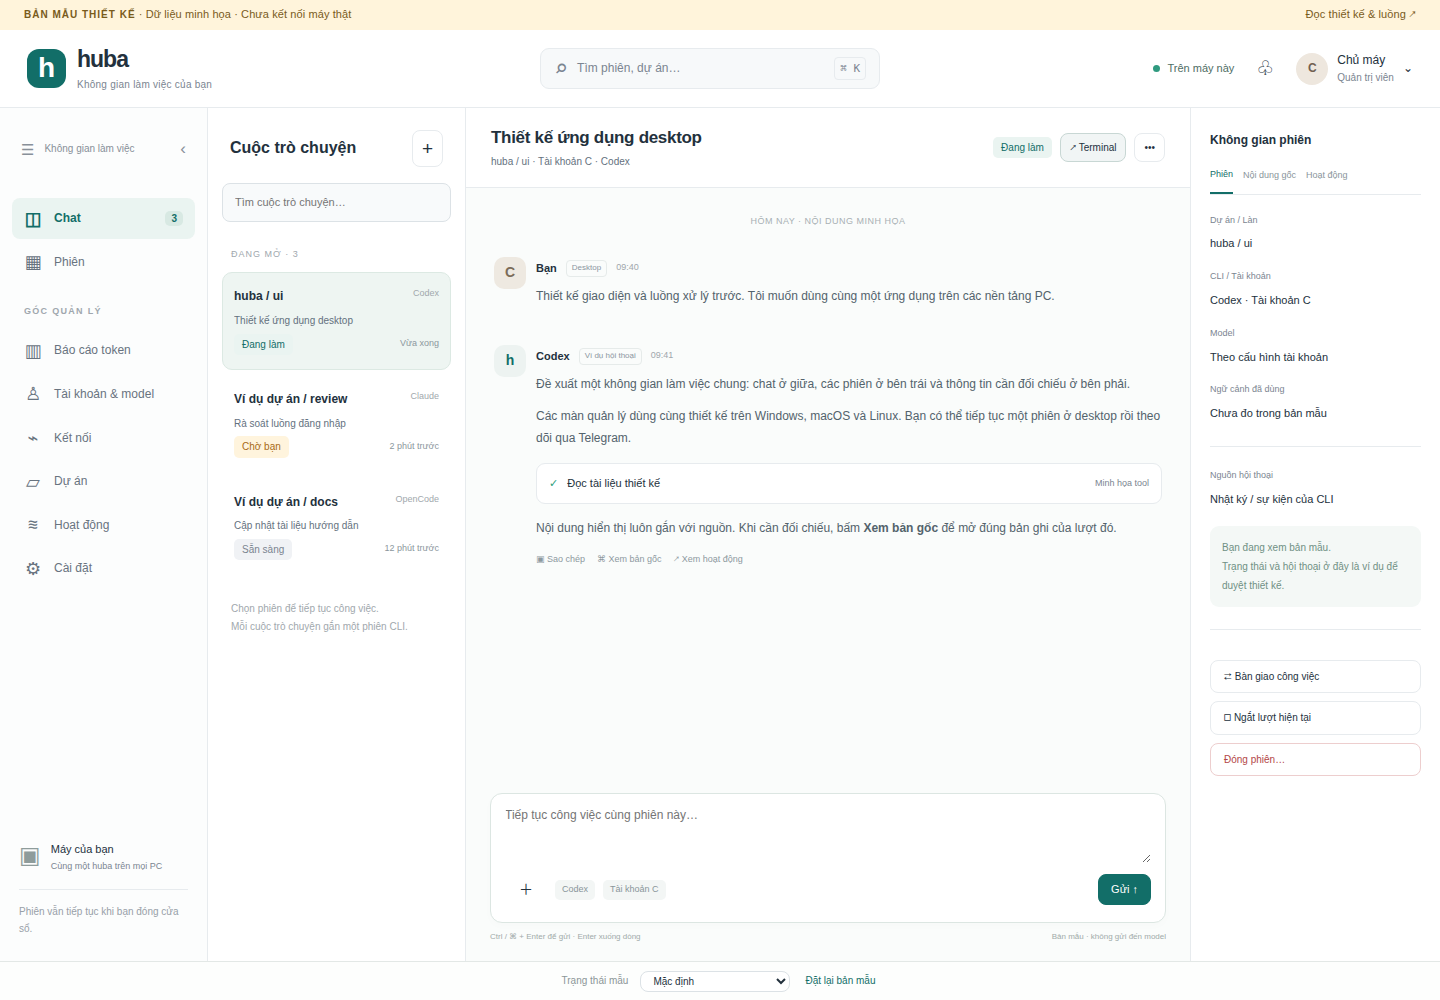 BẢN MẪU THIẾT KẾ · Dữ liệu minh họa · Chưa kết nối máy thật
Đọc thiết kế & luồng ↗
h
huba
Không gian làm việc của bạn
Tìm phiên, dự án…
⌘ K
Trên máy này
C
Chủ máy
Quản trị viên
Không gian làm việc
Chat
3
Phiên
GÓC QUẢN LÝ
Báo cáo token
Tài khoản & model
Kết nối
Dự án
Hoạt động
Cài đặt
Máy của bạn
Cùng một huba trên mọi PC
Phiên vẫn tiếp tục khi bạn đóng cửa
sổ.
Cuộc trò chuyện
+
Tìm cuộc trò chuyện…
ĐANG MỞ · 3
huba / ui
Codex
Thiết kế ứng dụng desktop
Đang làm
Vừa xong
Ví dụ dự án / review
Claude
Rà soát luồng đăng nhập
Chờ bạn
2 phút trước
Ví dụ dự án / docs
OpenCode
Cập nhật tài liệu hướng dẫn
Sẵn sàng
12 phút trước
Chọn phiên để tiếp tục công việc.
Mỗi cuộc trò chuyện gắn một phiên CLI.
Thiết kế ứng dụng desktop
huba / ui · Tài khoản C · Codex
Đang làm
↗ Terminal
•••
HÔM NAY · NỘI DUNG MINH HỌA
C
Bạn
Desktop
09:40
Thiết kế giao diện và luồng xử lý trước. Tôi muốn dùng cùng một ứng dụng trên các nền tảng PC.
h
Codex
Ví dụ hội thoại
09:41
Đề xuất một không gian làm việc chung: chat ở giữa, các phiên ở bên trái và thông tin cần đối chiếu ở bên phải.
Các màn quản lý dùng cùng thiết kế trên Windows, macOS và Linux. Bạn có thể tiếp tục một phiên ở desktop rồi theo
dõi qua Telegram.
✓ Đọc tài liệu thiết kế
Minh họa tool
Nội dung hiển thị luôn gắn với nguồn. Khi cần đối chiếu, bấm Xem bản gốc để mở đúng bản ghi của lượt đó.
▣ Sao chép
⌘ Xem bản gốc
↗ Xem hoạt động
Tiếp tục công việc cùng phiên này…
+
Codex
Tài khoản C
Gửi ↑
Ctrl / ⌘ + Enter để gửi · Enter xuống dòng
Bản mẫu · không gửi đến model
Không gian phiên
Phiên
Nội dung gốc
Hoạt động
Dự án / Làn
huba / ui
CLI / Tài khoản
Codex · Tài khoản C
Model
Theo cấu hình tài khoản
Ngữ cảnh đã dùng
Chưa đo trong bản mẫu
Nguồn hội thoại
Nhật ký / sự kiện của CLI
Bạn đang xem bản mẫu.
Trạng thái và hội thoại ở đây là ví dụ để
duyệt thiết kế.
⇄ Bàn giao công việc
◻ Ngắt lượt hiện tại
Đóng phiên…
Trạng thái mẫu
Mặc định
Đặt lại bản mẫu